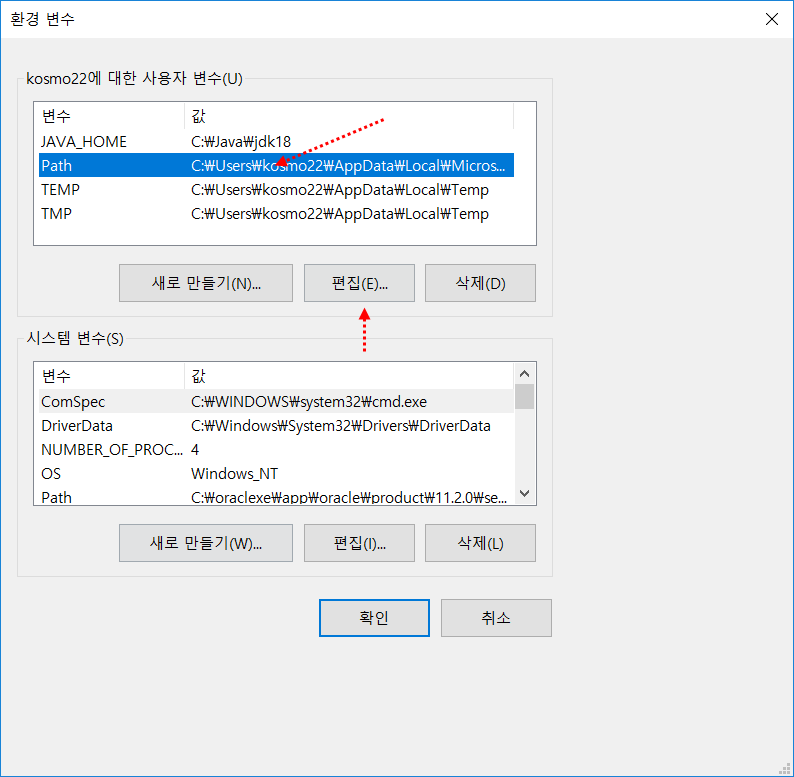 환경 변수
kosmo22에 대한 사용자 변수(U)
변수 값
JAVA_HOME C:₩Java₩jdk18
Path C:₩Users₩kosmo22₩AppData₩Local₩Micros...
TEMP C:₩Users₩kosmo22₩AppData₩Local₩Temp
TMP C:₩Users₩kosmo22₩AppData₩Local₩Temp
새로 만들기(N)... 편집(E)... 삭제(D)
시스템 변수(S)
변수 값
ComSpec C:₩WINDOWS₩system32₩cmd.exe
DriverData C:₩Windows₩System32₩Drivers₩DriverData
NUMBER_OF_PROC... 4
OS Windows_NT
Path C:₩oraclexe₩app₩oracle₩product₩11.2.0₩se...
새로 만들기(W)... 편집(I)... 삭제(L)
확인 취소